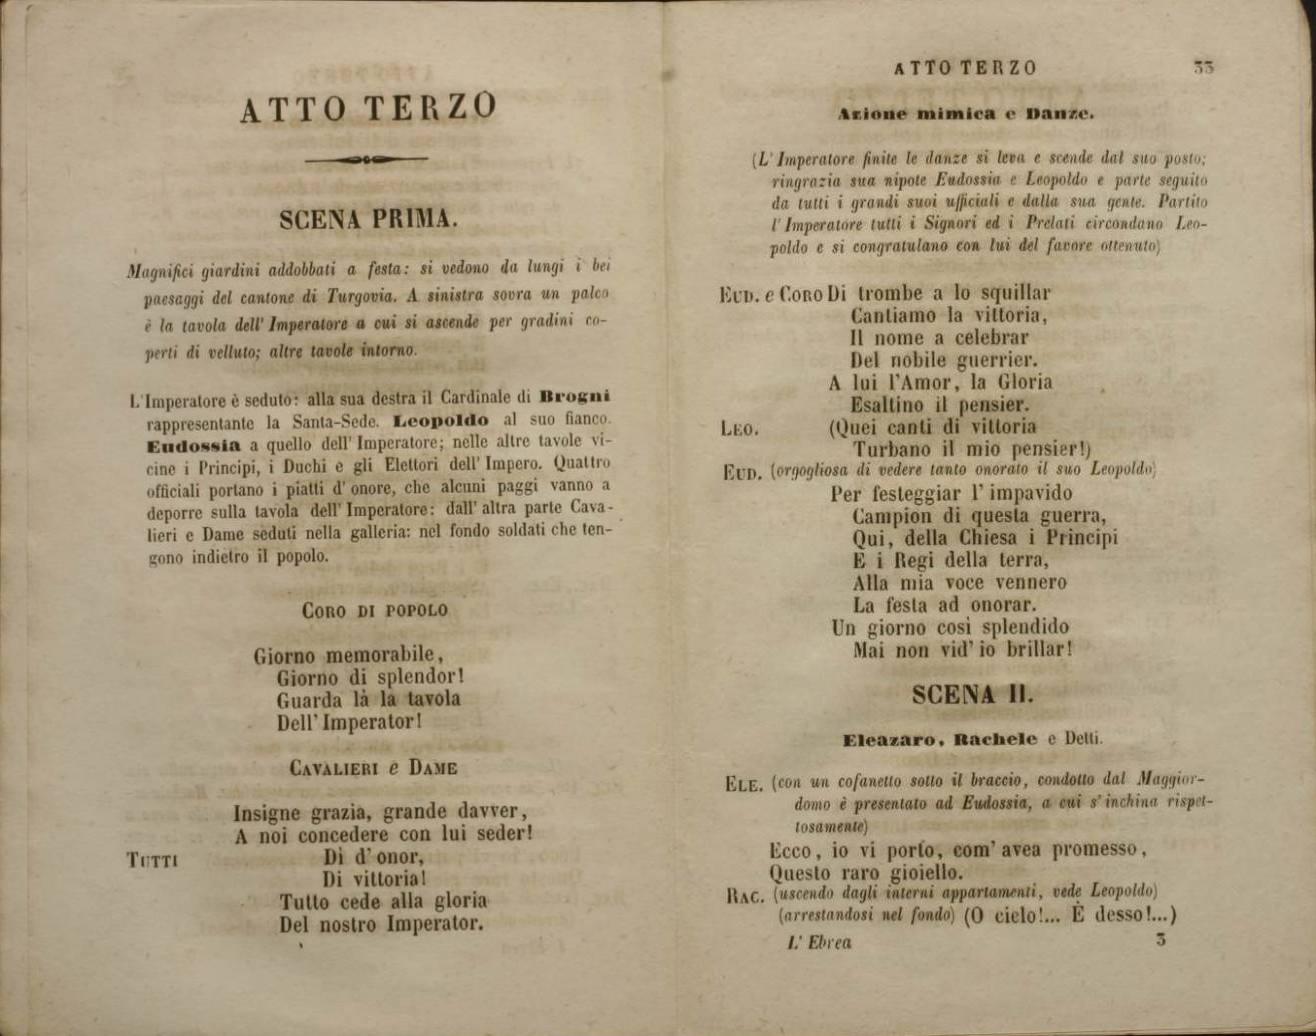 ATTO TERZO
SCENA PRIMA.
Magnifici giardini addobbati a festa: si vedono da lungi i bei
paesaggi del cantone di Turgovia. A sinistra sovra un palco
è la tavola dell' Imperatore a cui si ascende per gradini co-
perti di velluto; altre tavole intorno.
L'Imperatore è seduto: alla sua destra il Cardinale di Brogni
rappresentante la Santa-Sede. Leopoldo al suo fianco.
Eudossia a quello dell' Imperatore; nelle altre tavole vi-
cine i Principi, i Duchi e gli Elettori dell' Impero. Quattro
officiali portano i piatti d' onore, che alcuni paggi vanno a
deporre sulla tavola dell' Imperatore: dall' altra parte Cava-
lieri e Dame seduti nella galleria: nel fondo soldati che ten-
gono indietro il popolo.
CORO DI POPOLO
Giorno memorabile,
Giorno di splendor!
Guarda là la tavola
Dell' Imperator!
CAVALIERI e DAME
Insigne grazia, grande davver,
A noi concedere con lui seder!
TUTTI Di d' onor,
Di vittoria!
Tutto cede alla gloria
Del nostro Imperator.
ATTO TERZO 33
Azione mimica e Danze.
(L' Imperatore finite le danze si leva e scende dal suo posto;
ringrazia sua nipote Eudossia e Leopoldo e parte seguito
da tutti i grandi suoi ufficiali e dalla sua gente. Partito
l' Imperatore tutti i Signori ed i Prelati circondano Leo-
poldo e si congratulano con lui del favore ottenuto)
EUD. e CORO Di trombe a lo squillar
Cantiamo la vittoria,
Il nome a celebrar
Del nobile guerrier.
A lui l'Amor, la Gloria
Esaltino il pensier.
LEO. (Quei canti di vittoria
Turbano il mio pensier!)
EUD. (orgogliosa di vedere tanto onorato il suo Leopoldo)
Per festeggiar l' impavido
Campion di questa guerra,
Qui, della Chiesa i Principi
E i Regi della terra,
Alla mia voce vennero
La festa ad onorar.
Un giorno così splendido
Mai non vid' io brillar!
SCENA II.
Eleazaro, Rachele e Detti.
ELE. (con un cofanetto sotto il braccio, condotto dal Maggior-
domo è presentato ad Eudossia, a cui s' inchina rispet-
tosamente)
Ecco, io vi porto, com' avea promesso,
Questo raro gioiello.
RAC. (uscendo dagli interni appartamenti, vede Leopoldo)
(arrestandosi nel fondo) (O cielo!... È desso!...)
L' Ebrea 3